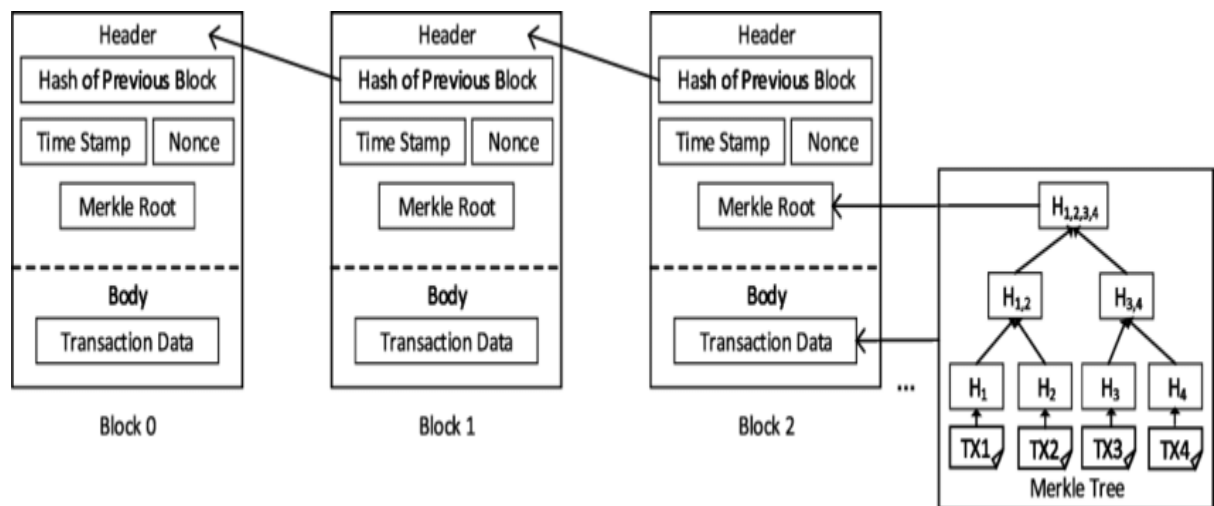 Header
Hash of Previous Block
Time Stamp
Nonce
Merkle Root
Body
Transaction Data
Block 0
Header
Hash of Previous Block
Time Stamp
Nonce
Merkle Root
Body
Transaction Data
Block 1
Header
Hash of Previous Block
Time Stamp
Nonce
Merkle Root
Body
Transaction Data
Block 2
...
H1,2,3,4
H1,2
H3,4
H1
H2
H3
H4
TX1
TX2
TX3
TX4
Merkle Tree